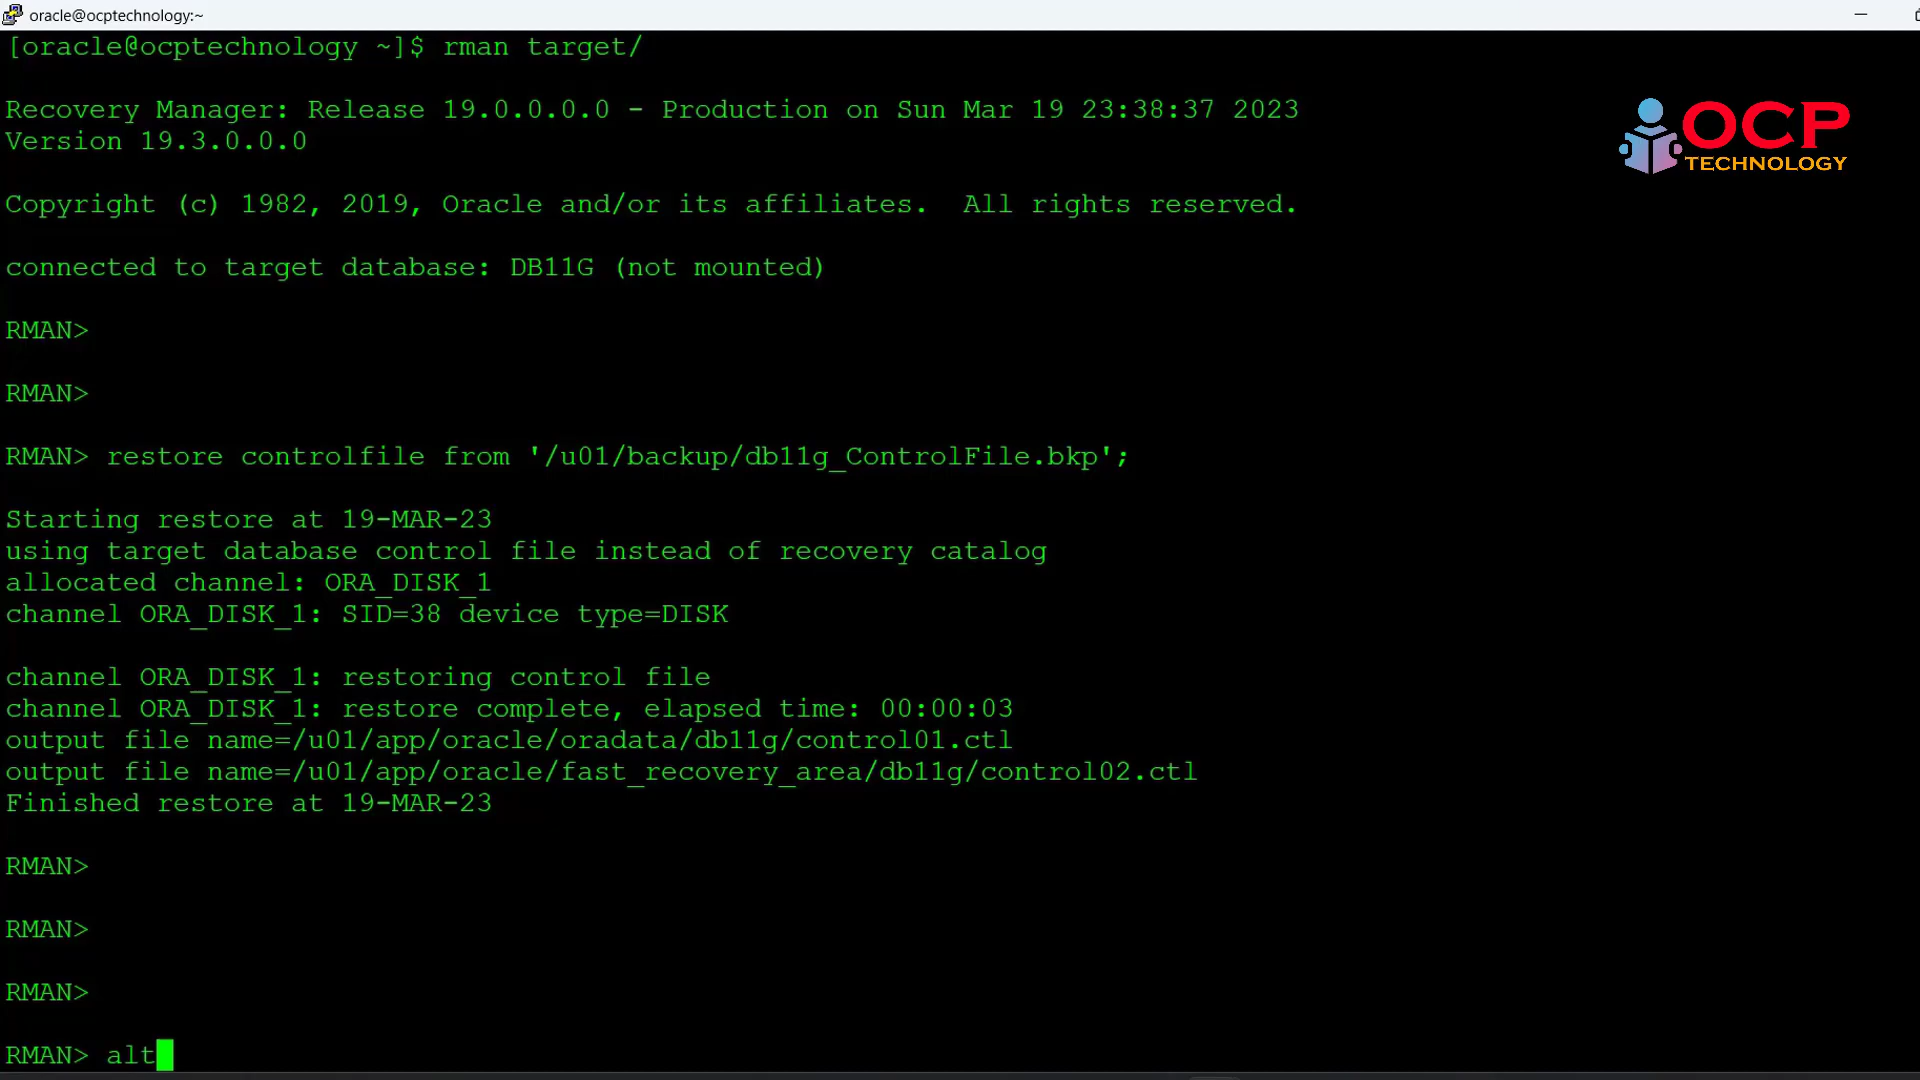 oracle@ocptechnology:~
[oracle@ocptechnology ~]$ rman target/
Recovery Manager: Release 19.0.0.0.0 - Production on Sun Mar 19 23:38:37 2023
Version 19.3.0.0.0
OCP
TECHNOLOGY
Copyright (c) 1982, 2019, Oracle and/or its affiliates.  All rights reserved.
connected to target database: DB11G (not mounted)
RMAN>
RMAN>
RMAN> restore controlfile from '/u01/backup/db11g_ControlFile.bkp';
Starting restore at 19-MAR-23
using target database control file instead of recovery catalog
allocated channel: ORA_DISK_1
channel ORA_DISK_1: SID=38 device type=DISK
channel ORA_DISK_1: restoring control file
channel ORA_DISK_1: restore complete, elapsed time: 00:00:03
output file name=/u01/app/oracle/oradata/db11g/control01.ctl
output file name=/u01/app/oracle/fast_recovery_area/db11g/control02.ctl
Finished restore at 19-MAR-23
RMAN>
RMAN>
RMAN>
RMAN> alt